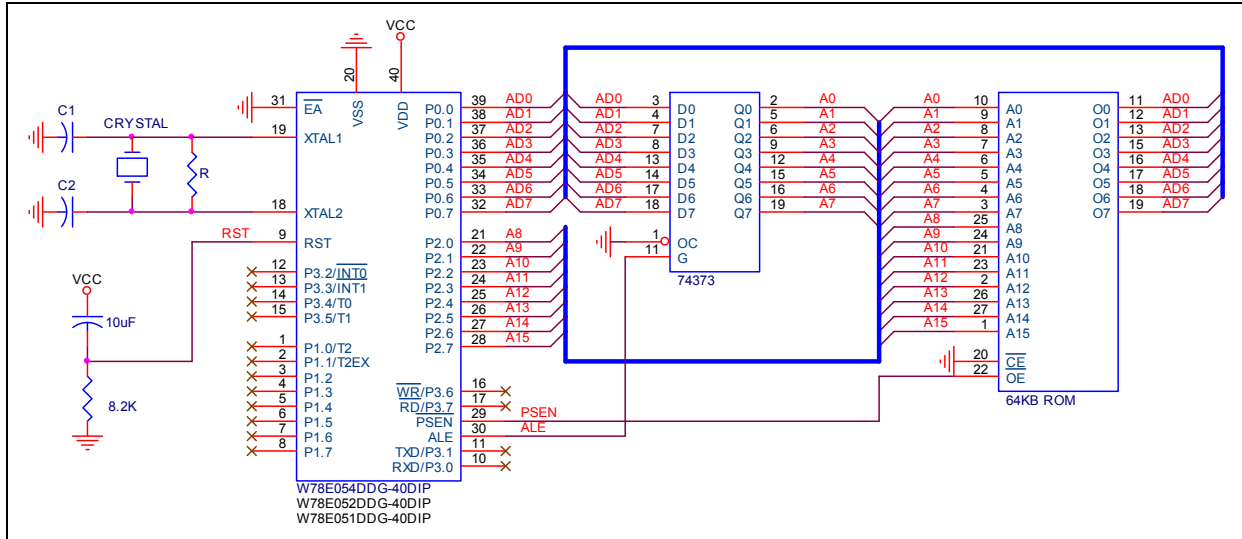 VCC
20
40
31
EA
VSS
VDD
C1
CRYSTAL
19
XTAL1
R
C2
18
XTAL2
RST
9
RST
12
P3.2/INT0
13
P3.3/INT1
14
P3.4/T0
15
P3.5/T1
VCC
10uF
8.2K
1
P1.0/T2
2
P1.1/T2EX
3
P1.2
4
P1.3
5
P1.4
6
P1.5
7
P1.6
8
P1.7
P0.0 39 AD0
P0.1 38 AD1
P0.2 37 AD2
P0.3 36 AD3
P0.4 35 AD4
P0.5 34 AD5
P0.6 33 AD6
P0.7 32 AD7
P2.0 21 A8
P2.1 22 A9
P2.2 23 A10
P2.3 24 A11
P2.4 25 A12
P2.5 26 A13
P2.6 27 A14
P2.7 28 A15
WR/P3.6 16
RD/P3.7 17
PSEN 29 PSEN
ALE 30 ALE
TXD/P3.1 11
RXD/P3.0 10
W78E054DDG-40DIP
W78E052DDG-40DIP
W78E051DDG-40DIP
AD0 3 D0 Q0 2 A0
AD1 4 D1 Q1 5 A1
AD2 7 D2 Q2 6 A2
AD3 8 D3 Q3 9 A3
AD4 13 D4 Q4 12 A4
AD5 14 D5 Q5 15 A5
AD6 17 D6 Q6 16 A6
AD7 18 D7 Q7 19 A7
1 OC
11 G
74373
A0 10 A0 O0 11 AD0
A1 9 A1 O1 12 AD1
A2 8 A2 O2 13 AD2
A3 7 A3 O3 15 AD3
A4 6 A4 O4 16 AD4
A5 5 A5 O5 17 AD5
A6 4 A6 O6 18 AD6
A7 3 A7 O7 19 AD7
A8 25 A8
A9 24 A9
A10 21 A10
A11 23 A11
A12 2 A12
A13 26 A13
A14 27 A14
A15 1 A15
20 CE
22 OE
64KB ROM